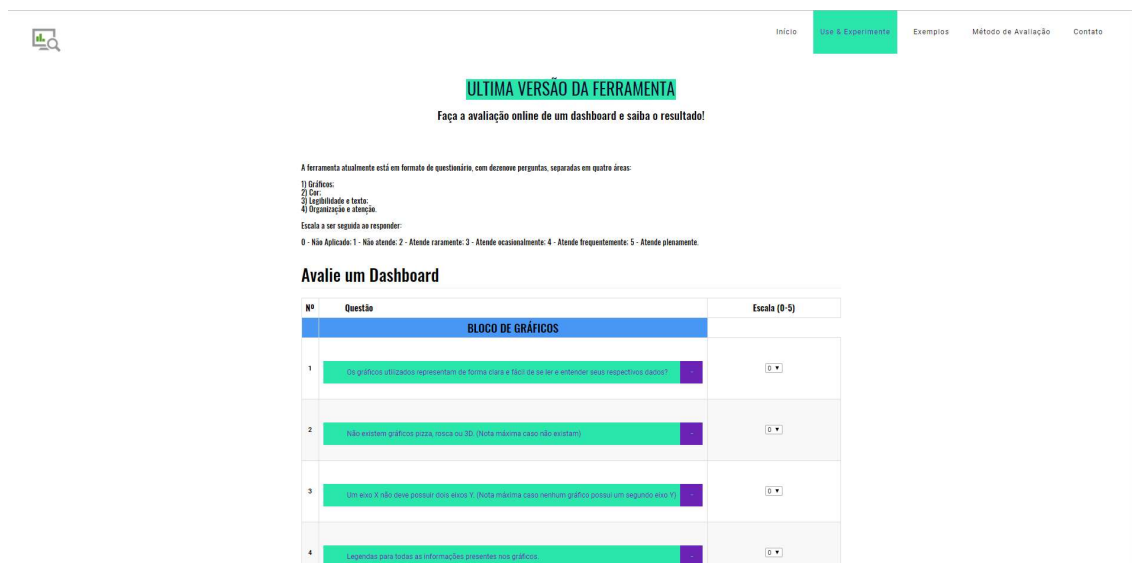 Início Use & Experimente Exemplos Método de Avaliação Contato
ULTIMA VERSÃO DA FERRAMENTA
Faça a avaliação online de um dashboard e saiba o resultado!
A ferramenta atualmente está em formato de questionário, com dezenove perguntas, separadas em quatro áreas:
1) Gráficos;
2) Cor;
3) Legibilidade e texto;
4) Organização e atenção.
Escala a ser seguida ao responder:
0 - Não Aplicado; 1 - Não atende; 2 - Atende raramente; 3 - Atende ocasionalmente; 4 - Atende frequentemente; 5 - Atende plenamente.
Avalie um Dashboard
Nº Questão Escala (0-5)
BLOCO DE GRÁFICOS
1 Os gráficos utilizados representam de forma clara e fácil de se ler e entender seus respectivos dados? - 0
2 Não existem gráficos pizza, rosca ou 3D. (Nota máxima caso não existam) - 0
3 Um eixo X não deve possuir dois eixos Y. (Nota máxima caso nenhum gráfico possui um segundo eixo Y) - 0
4 Legendas para todas as informações presentes nos gráficos. - 0